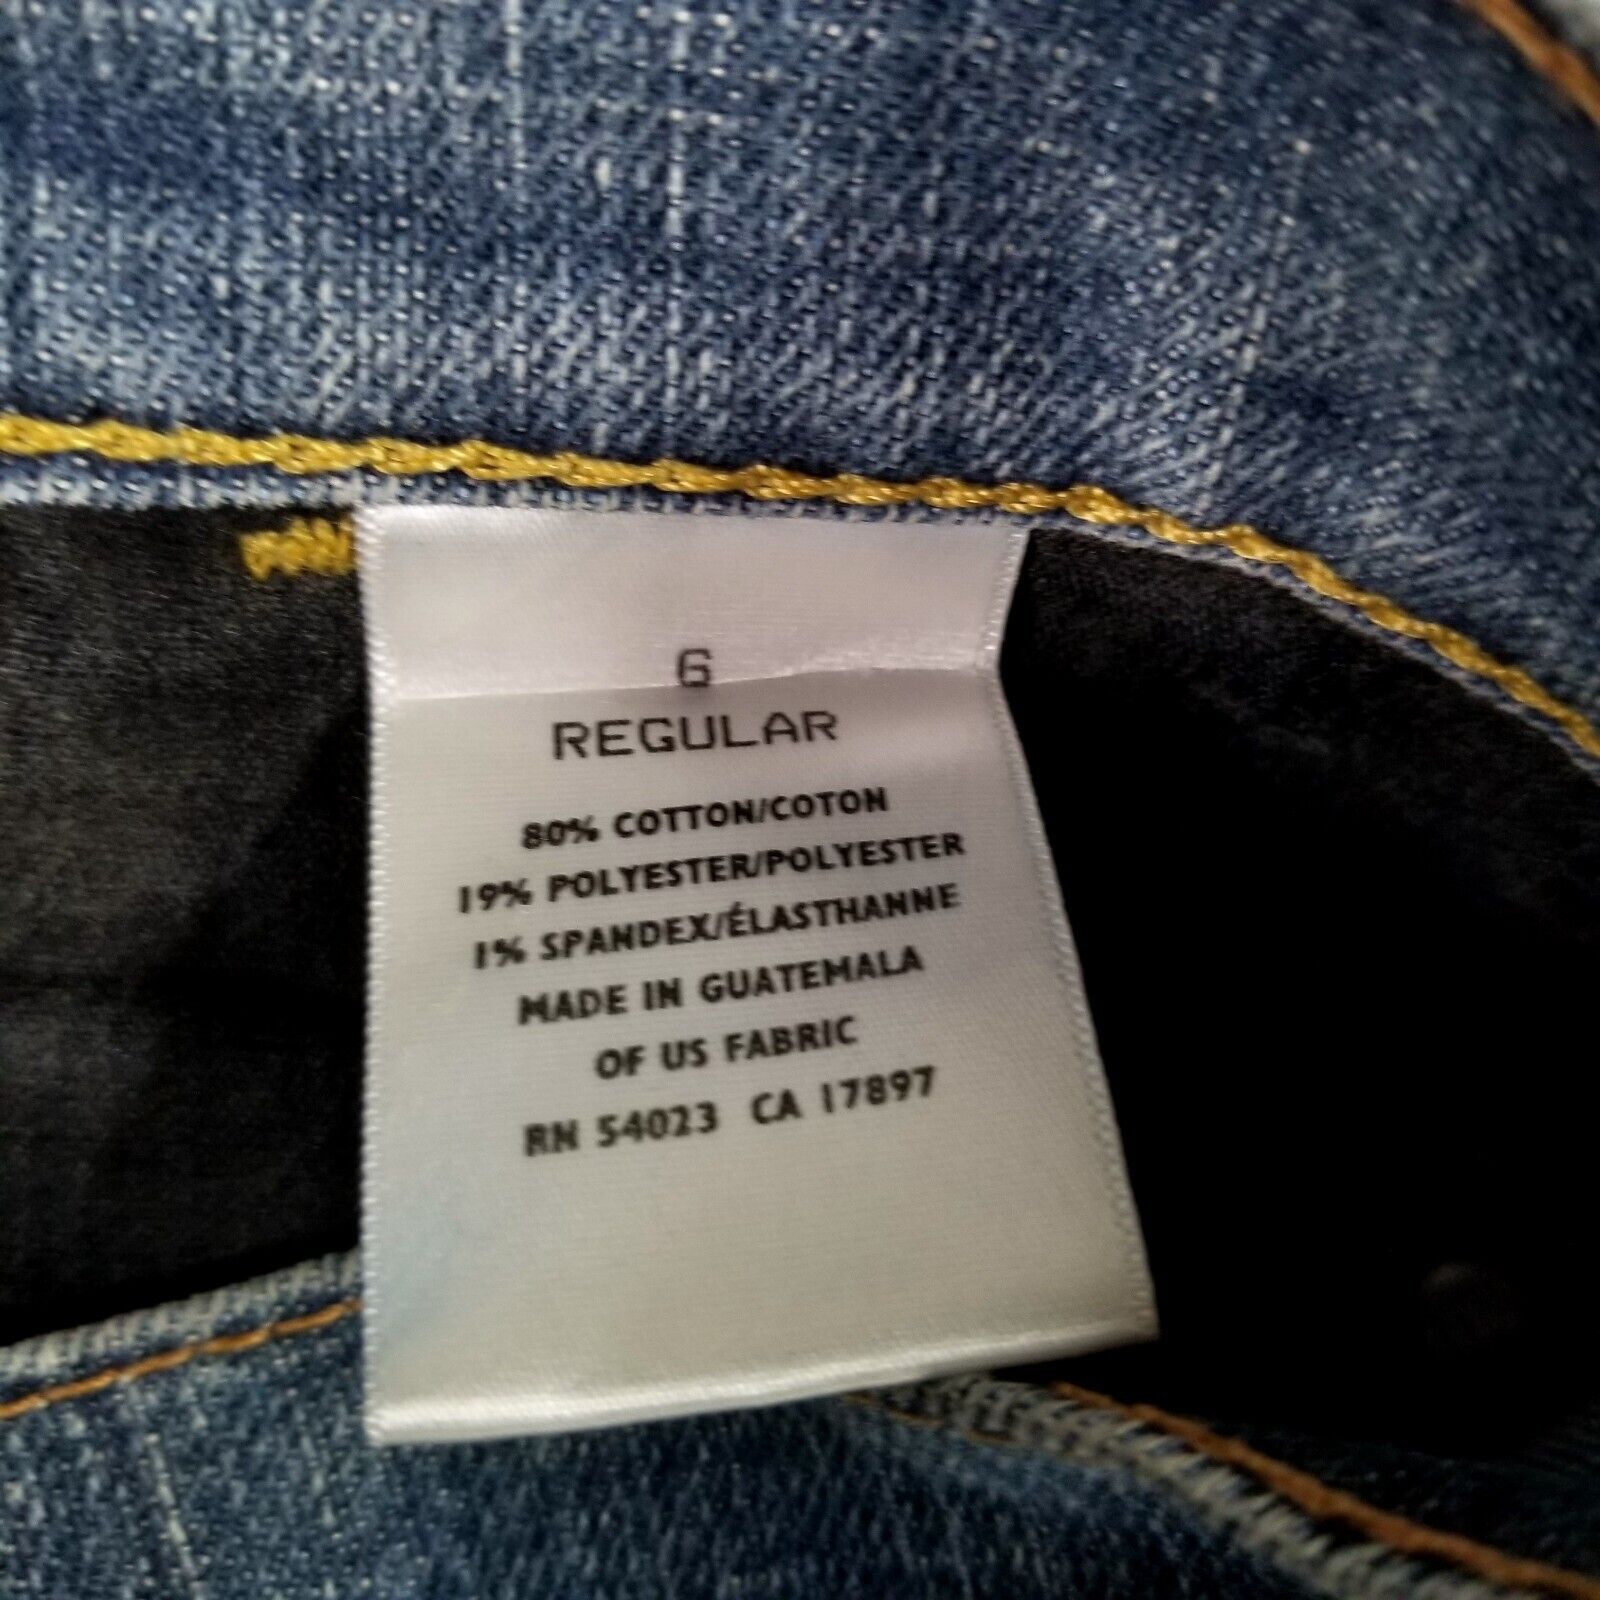 6
REGULAR
80% COTTON/COTON
19% POLYESTER/POLYESTER
1% SPANDEX/ÉLASTHANNE
MADE IN GUATEMALA
OF US FABRIC
RN 54023 CA 17897